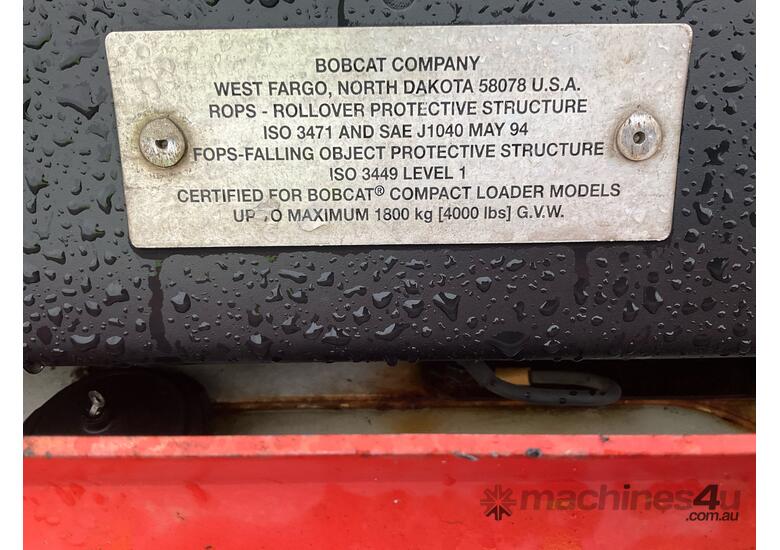 BOBCAT COMPANY
WEST FARGO, NORTH DAKOTA 58078 U.S.A.
ROPS - ROLLOVER PROTECTIVE STRUCTURE
ISO 3471 AND SAE J1040 MAY 94
FOPS-FALLING OBJECT PROTECTIVE STRUCTURE
ISO 3449 LEVEL 1
CERTIFIED FOR BOBCAT® COMPACT LOADER MODELS
UP TO MAXIMUM 1800 kg [4000 lbs] G.V.W.
machines4u
.com.au